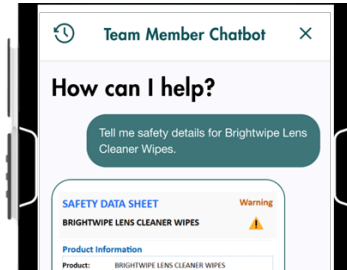 Team Member Chatbot
How can I help?
Tell me safety details for Brightwipe Lens
Cleaner Wipes.
SAFETY DATA SHEET
Warning
BRIGHTWIPE LENS CLEANER WIPES
Product Information
Product: BRIGHTWIPE LENS CLEANER WIPES